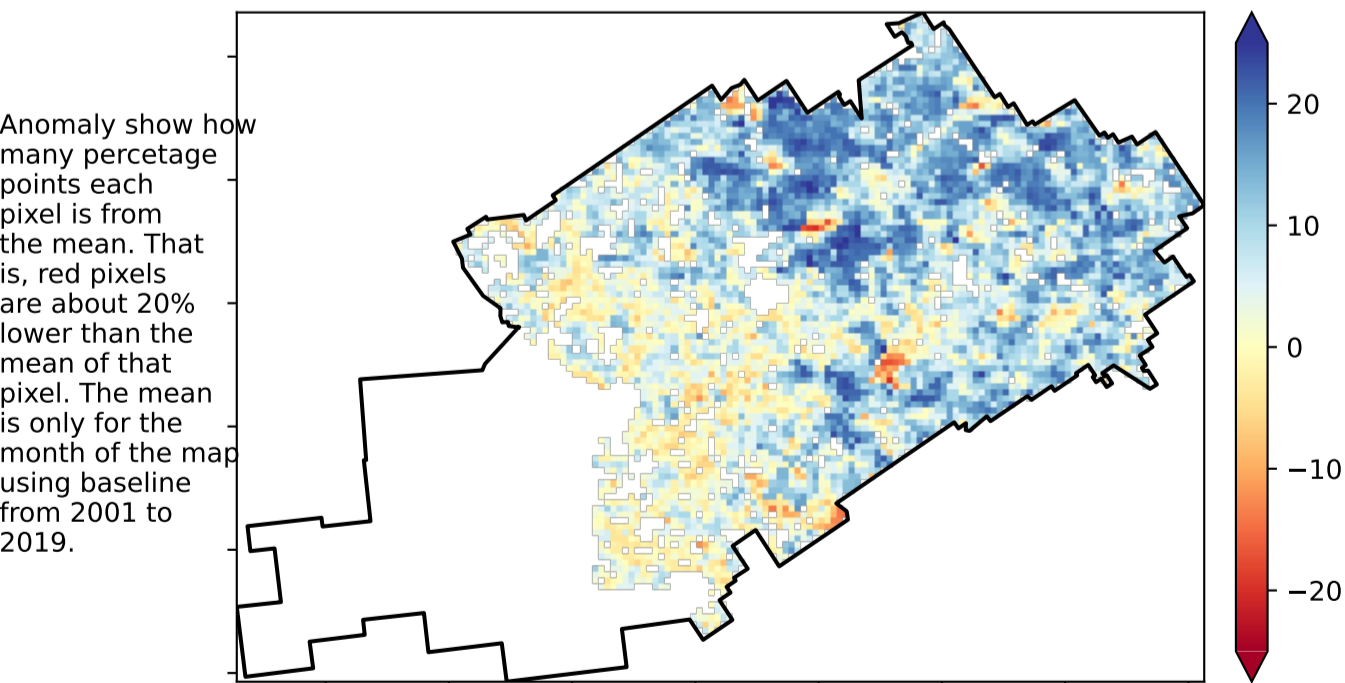 Anomaly show how
many percetage
points each
pixel is from
the mean. That
is, red pixels
are about 20%
lower than the
mean of that
pixel. The mean
is only for the
month of the map
using baseline
from 2001 to
2019.
20
10
0
−10
−20